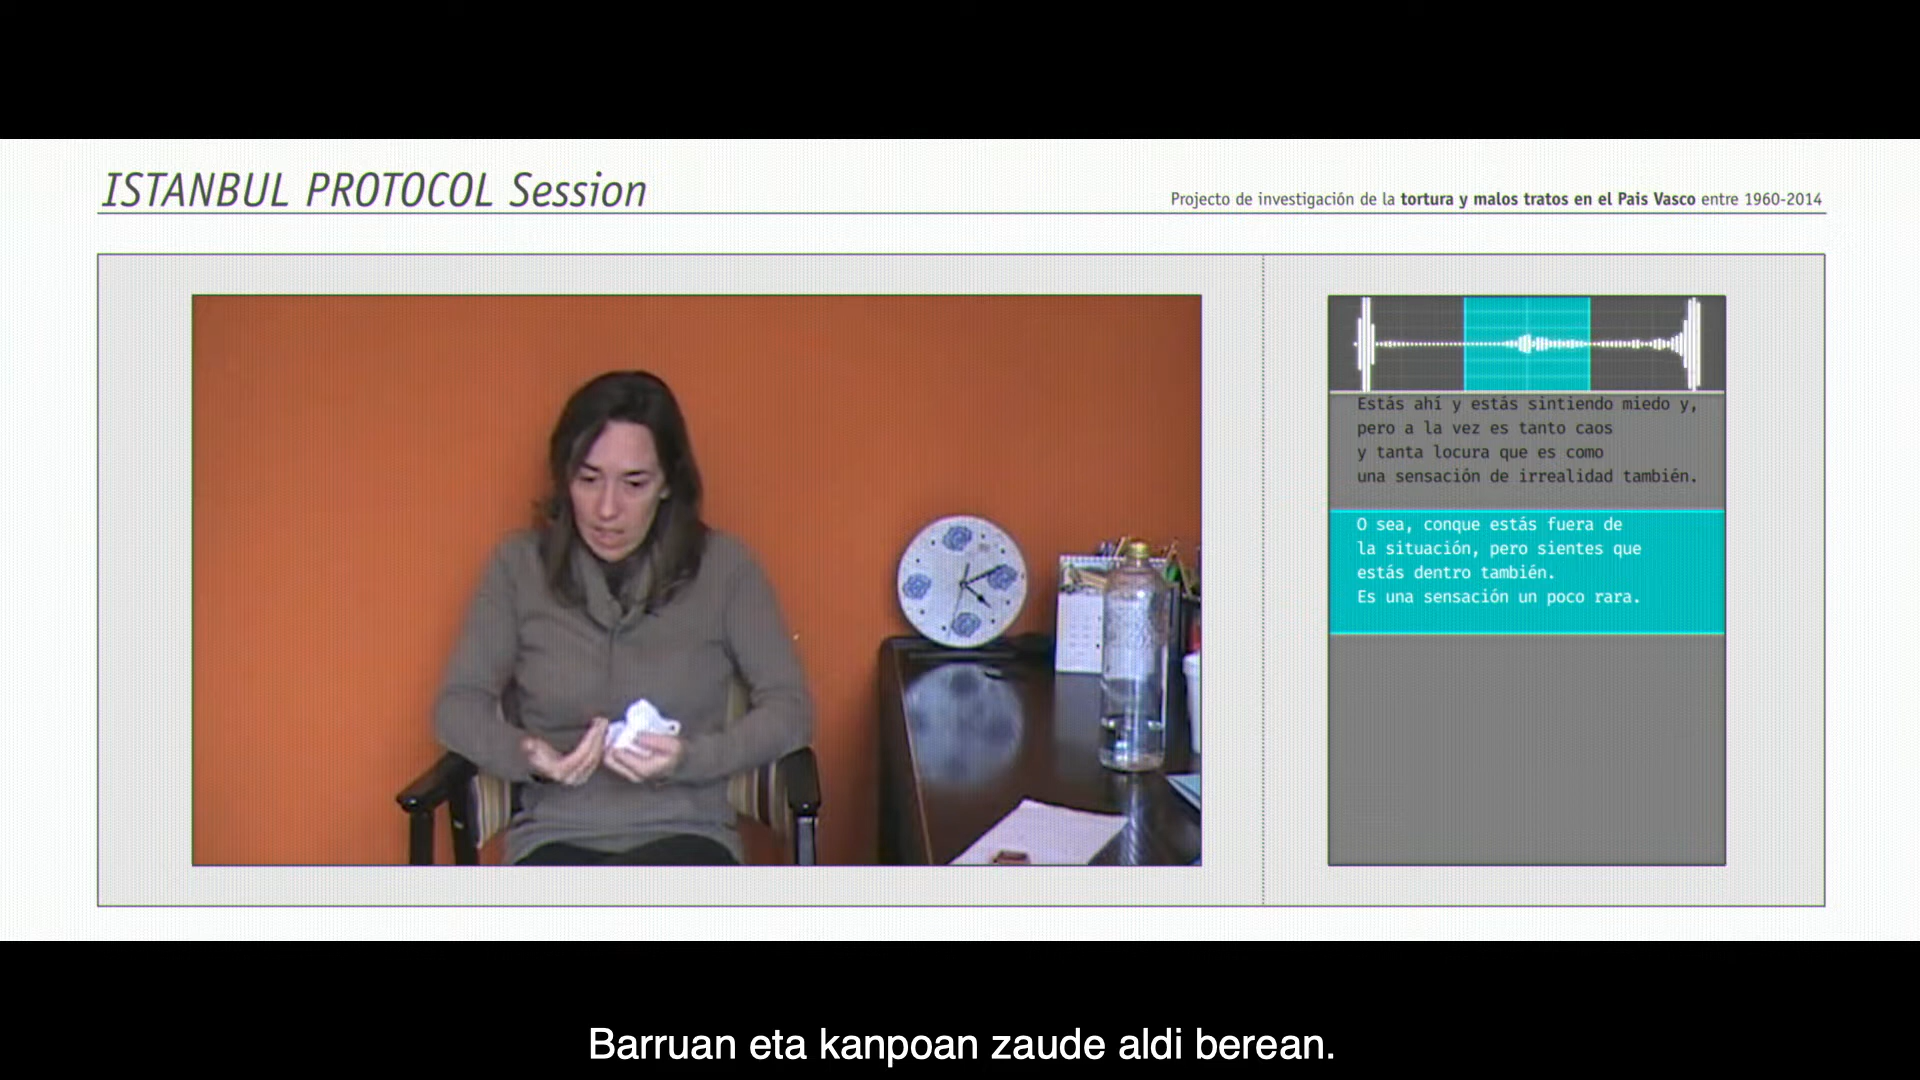 ISTANBUL PROTOCOL Session
Projecto de investigación de la tortura y malos tratos en el Pais Vasco entre 1960-2014
Estás ahí y estás sintiendo miedo y,
pero a la vez es tanto caos
y tanta locura que es como
una sensación de irrealidad también.
O sea, conque estás fuera de
la situación, pero sientes que
estás dentro también.
Es una sensación un poco rara.
Barruan eta kanpoan zaude aldi berean.